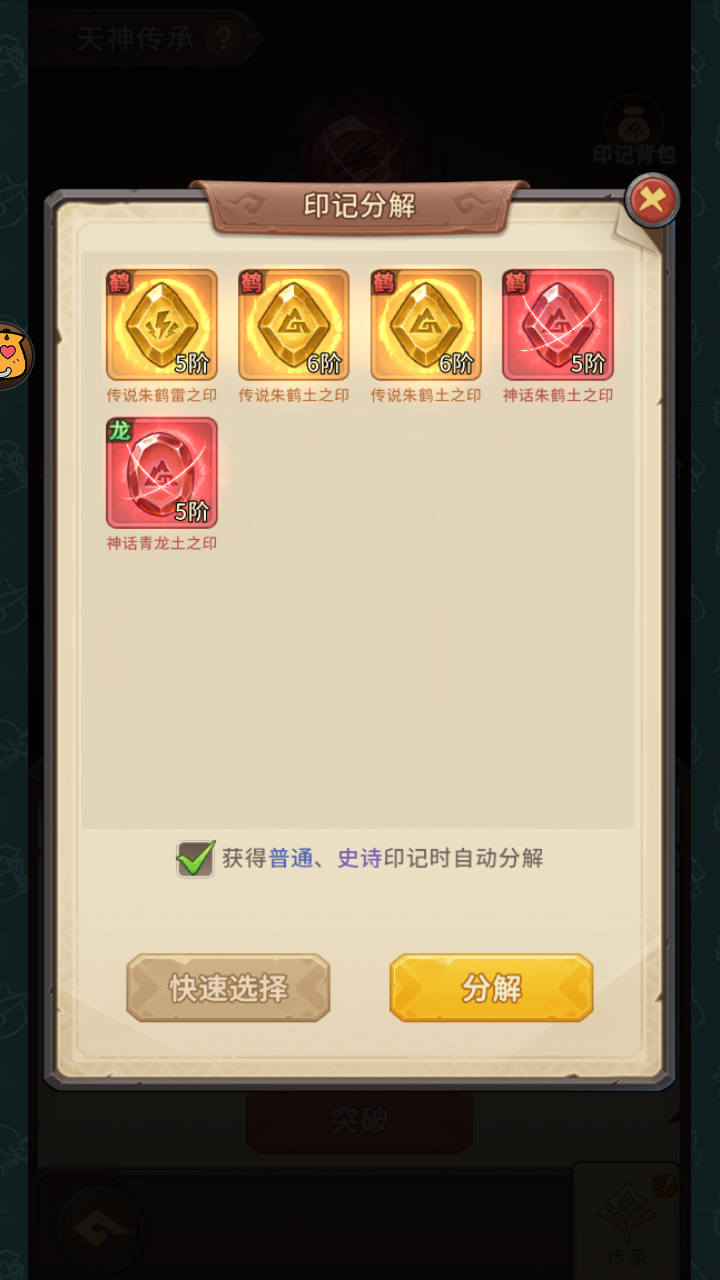 天神传承 ?
印记背包
印记分解
鹤 鹤 鹤 鹤
5阶 6阶 6阶 5阶
传说朱鹤雷之印 传说朱鹤土之印 传说朱鹤土之印 神话朱鹤土之印
龙
5阶
神话青龙土之印
获得普通、史诗印记时自动分解
快速选择 分解
突破
传承